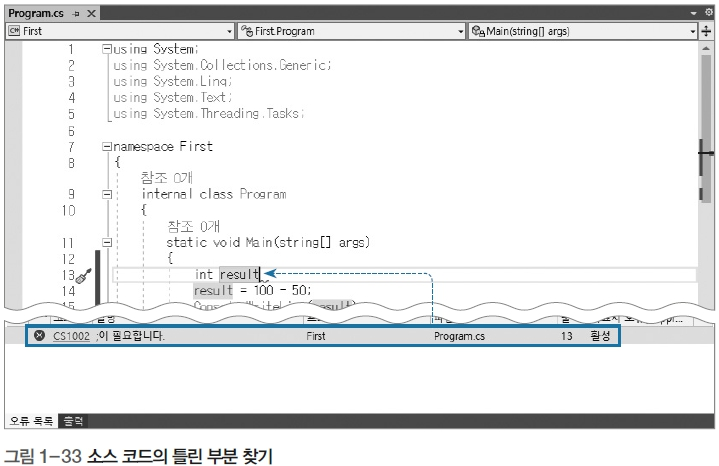 Program.cs
First
First.Program
Main(string[] args)
1 using System;
2 using System.Collections.Generic;
3 using System.Linq;
4 using System.Text;
5 using System.Threading.Tasks;
6
7 namespace First
8 {
참조 0개
9 internal class Program
10 {
참조 0개
11 static void Main(string[] args)
12 {
13 int result
14 result = 100 - 50;
15
CS1002 ;이 필요합니다. First Program.cs 13 활성
오류 목록 출력
그림 1-33 소스 코드의 틀린 부분 찾기